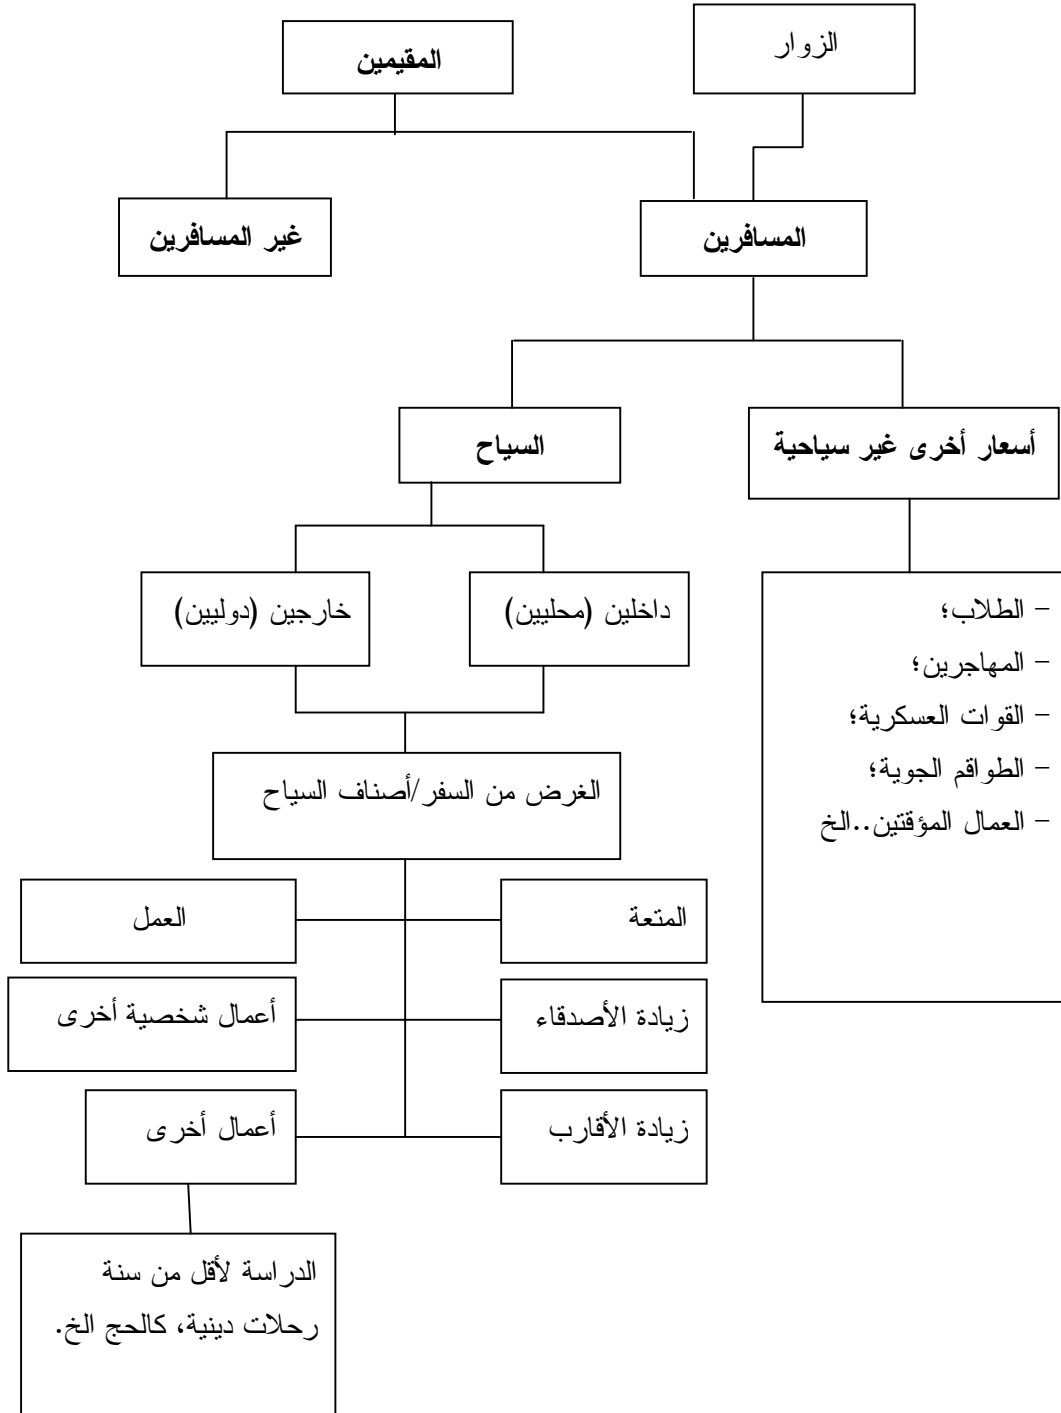 الزوار
المقيمين
المسافرين
غير المسافرين
أسعار أخرى غير سياحية
السياح
داخلين (محليين)
خارجين (دوليين)
– الطلاب؛
– المهاجرين؛
– القوات العسكرية؛
– الطواقم الجوية؛
– العمال المؤقتين..الخ
الغرض من السفر/أصناف السياح
المتعة
العمل
زيادة الأصدقاء
أعمال شخصية أخرى
زيادة الأقارب
أعمال أخرى
الدراسة لأقل من سنة
رحلات دينية، كالحج الخ.